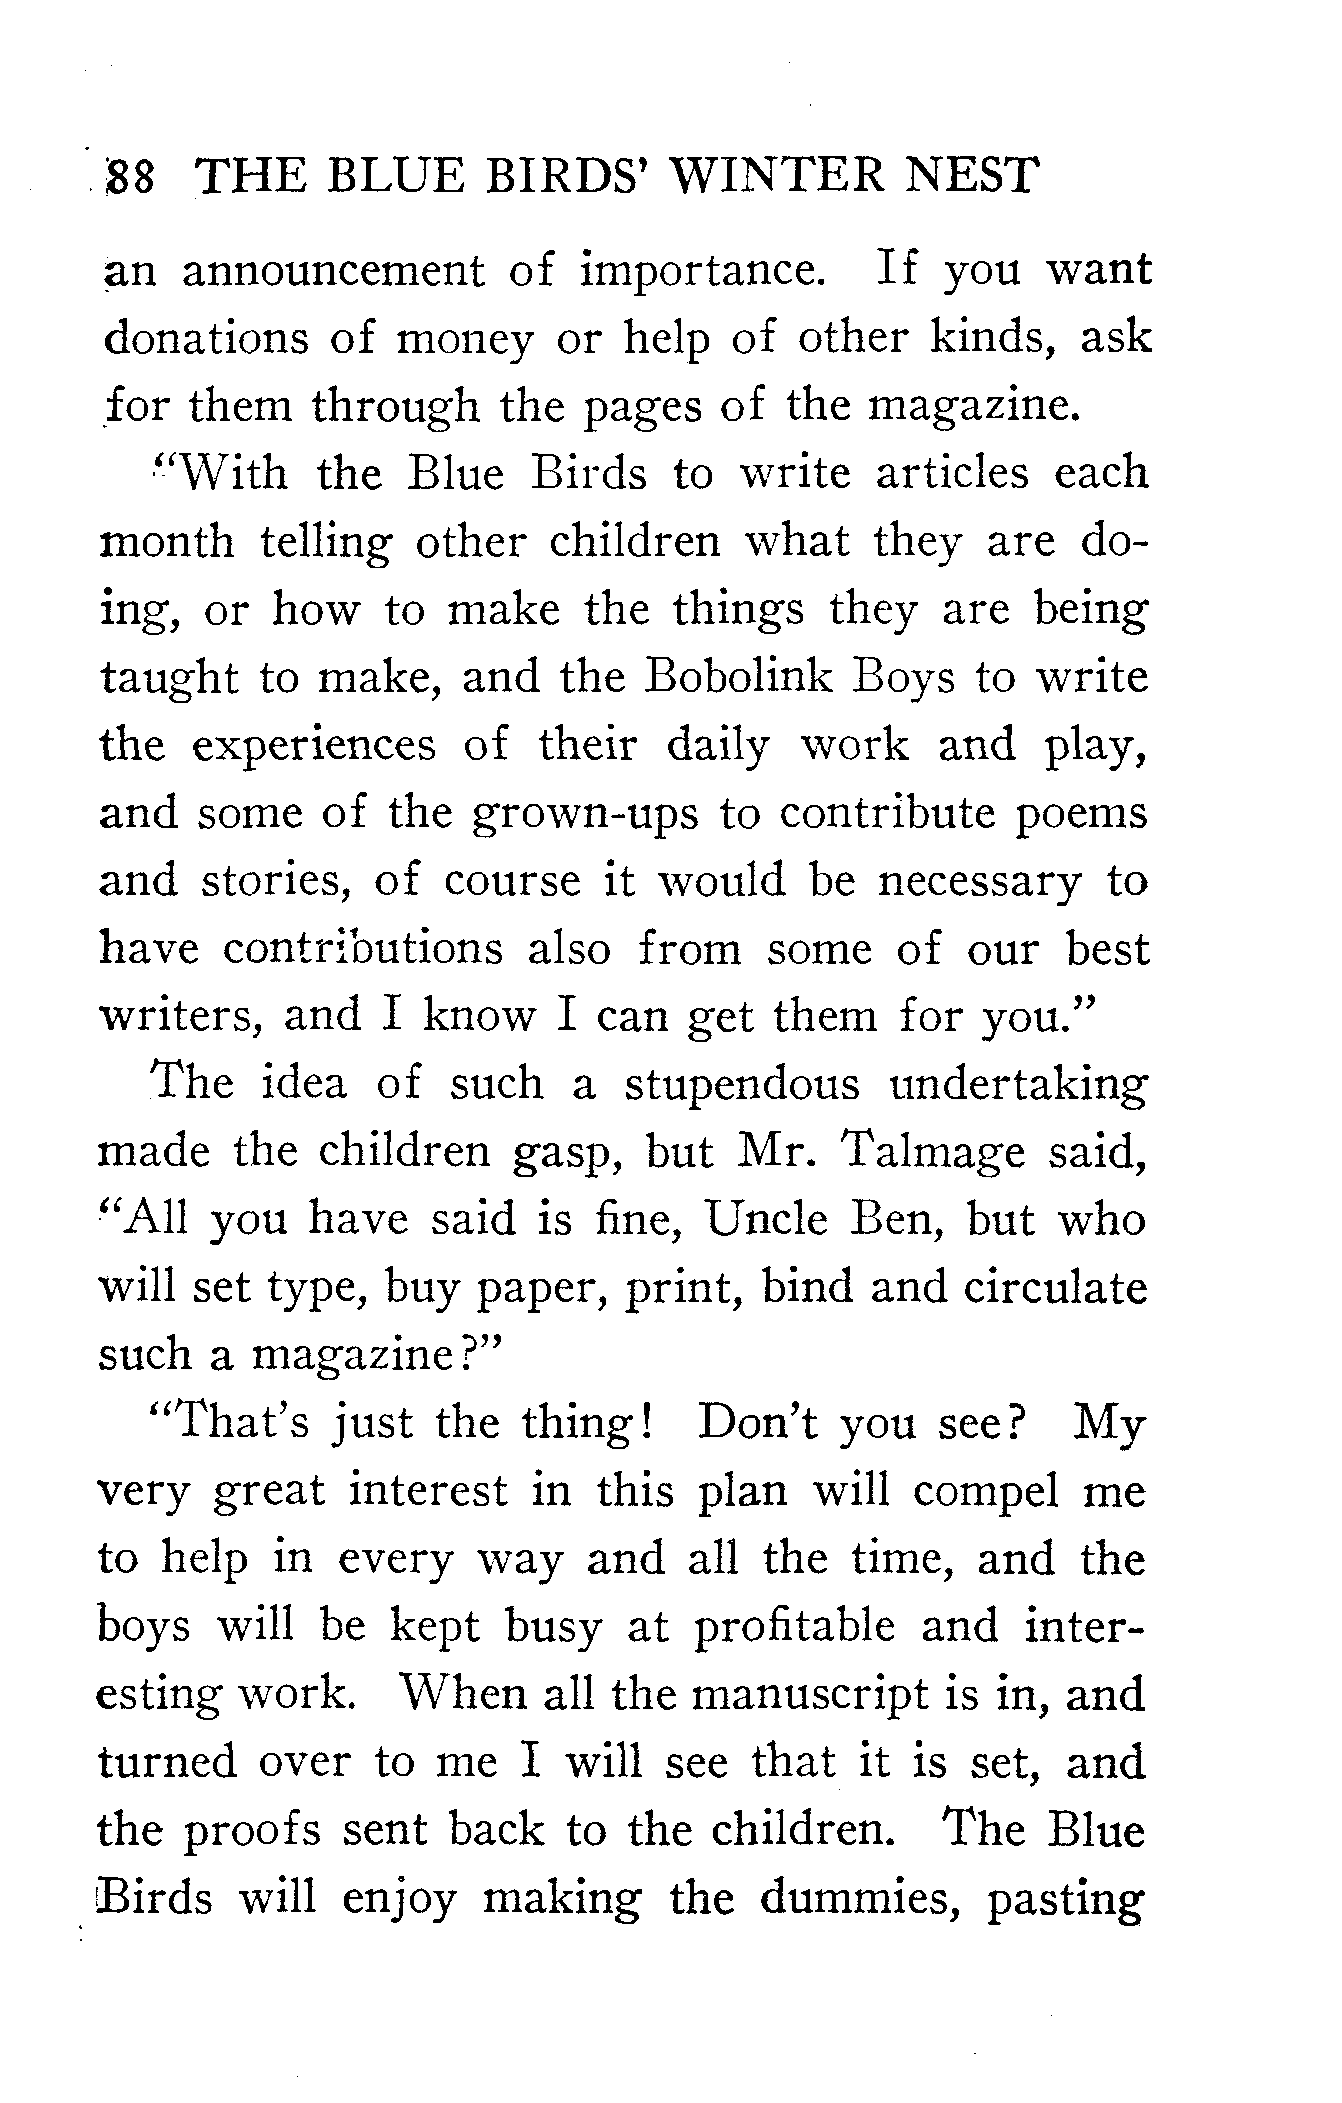 88 THE BLUE BIRDS' WINTER NEST
an announcement of importance. If you want
donations of money or help of other kinds, ask
for them through the pages of the magazine.
"With the Blue Birds to write articles each
month telling other children what they are do-
ing, or how to make the things they are being
taught to make, and the Bobolink Boys to write
the experiences of their daily work and play,
and some of the grown-ups to contribute poems
and stories, of course it would be necessary to
have contributions also from some of our best
writers, and I know I can get them for you."
The idea of such a stupendous undertaking
made the children gasp, but Mr. Talmage said,
"All you have said is fine, Uncle Ben, but who
will set type, buy paper, print, bind and circulate
such a magazine?"
"That's just the thing! Don't you see? My
very great interest in this plan will compel me
to help in every way and all the time, and the
boys will be kept busy at profitable and inter-
esting work. When all the manuscript is in, and
turned over to me I will see that it is set, and
the proofs sent back to the children. The Blue
Birds will enjoy making the dummies, pasting